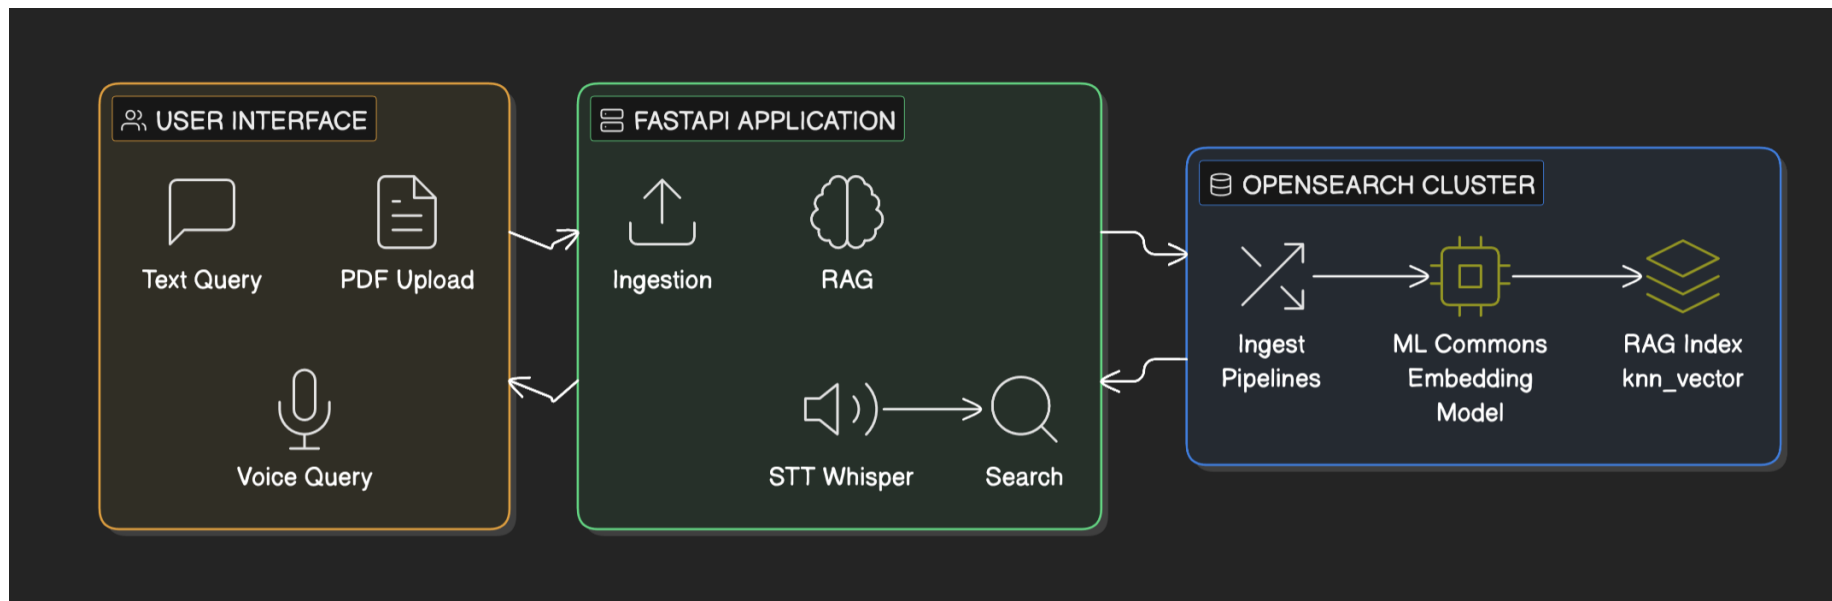 USER INTERFACE
Text Query
PDF Upload
Voice Query
FASTAPI APPLICATION
Ingestion
RAG
STT Whisper
Search
OPENSEARCH CLUSTER
Ingest
Pipelines
ML Commons
Embedding
Model
RAG Index
knn_vector